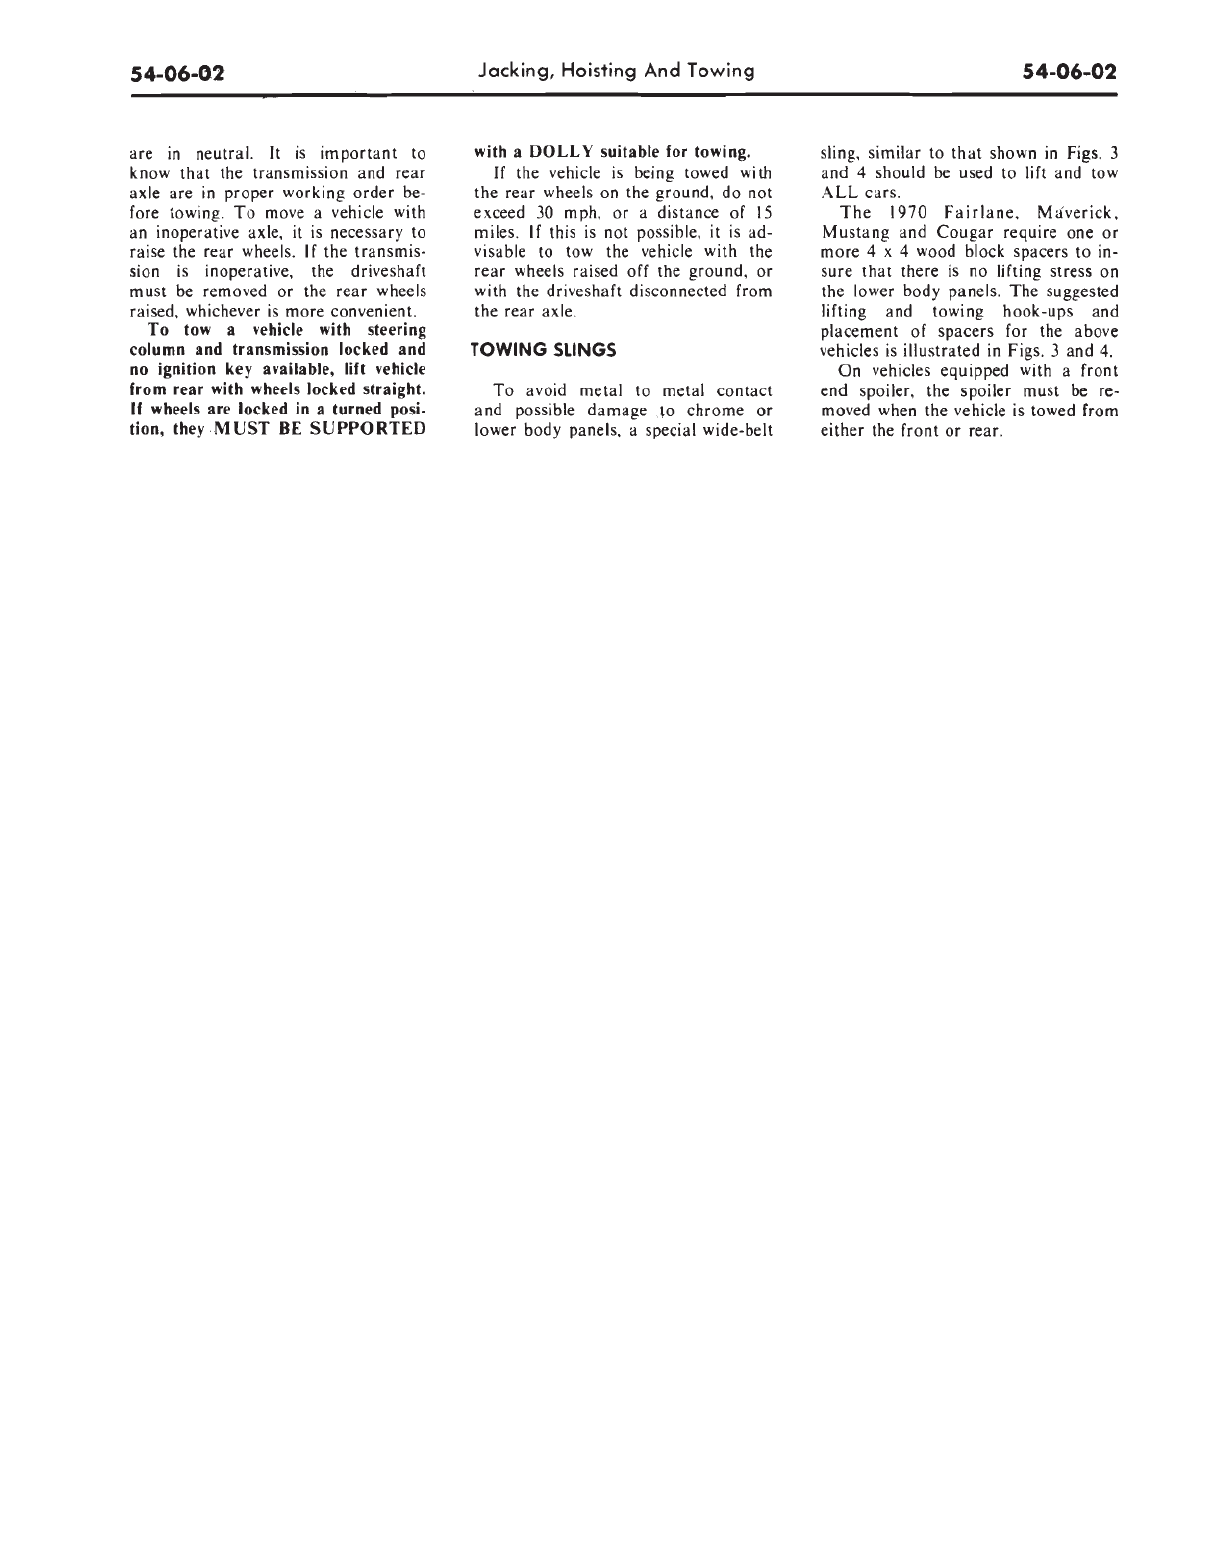 54-06-02 Jacking, Hoisting And Towing 54-06-02
are in neutral. It is important to
know that the transmission and rear
axle are in proper working order be-
fore towing. To move a vehicle with
an inoperative axle, it is necessary to
raise the rear wheels. If the transmis-
sion is inoperative, the driveshaft
must be removed or the rear wheels
raised, whichever is more convenient.
To tow a vehicle with steering
column and transmission locked and
no ignition key available, lift vehicle
from rear with wheels locked straight.
If wheels are locked in a turned posi-
tion, they MUST BE SUPPORTED
with a DOLLY suitable for towing.
If the vehicle is being towed with
the rear wheels on the ground, do not
exceed 30 mph, or a distance of 15
miles. If this is not possible, it is ad-
visable to tow the vehicle with the
rear wheels raised off the ground, or
with the driveshaft disconnected from
the rear axle.
TOWING SLINGS
To avoid metal to metal contact
and possible damage to chrome or
lower body panels, a special wide-belt
sling, similar to that shown in Figs. 3
and 4 should be used to lift and tow
ALL cars.
The 1970 Fairlane, Maverick,
Mustang and Cougar require one or
more 4 x 4 wood block spacers to in-
sure that there is no lifting stress on
the lower body panels. The suggested
lifting and towing hook-ups and
placement of spacers for the above
vehicles is illustrated in Figs. 3 and 4.
On vehicles equipped with a front
end spoiler, the spoiler must be re-
moved when the vehicle is towed from
either the front or rear.